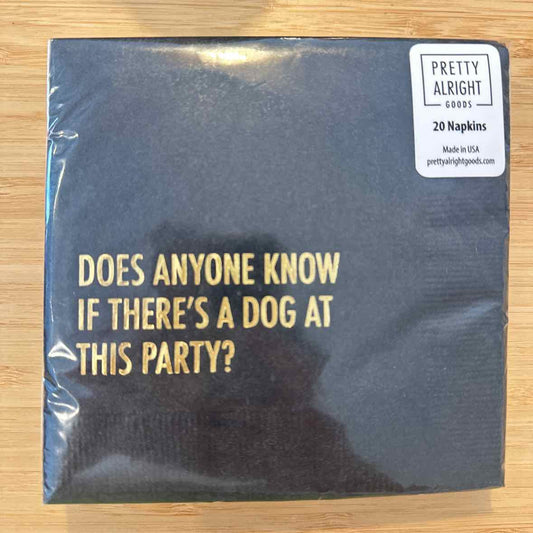 PRETTY
ALRIGHT
GOODS
20 Napkins
Made in USA
prettyalrightgoods.com
DOES ANYONE KNOW
IF THERE'S A DOG AT
THIS PARTY?